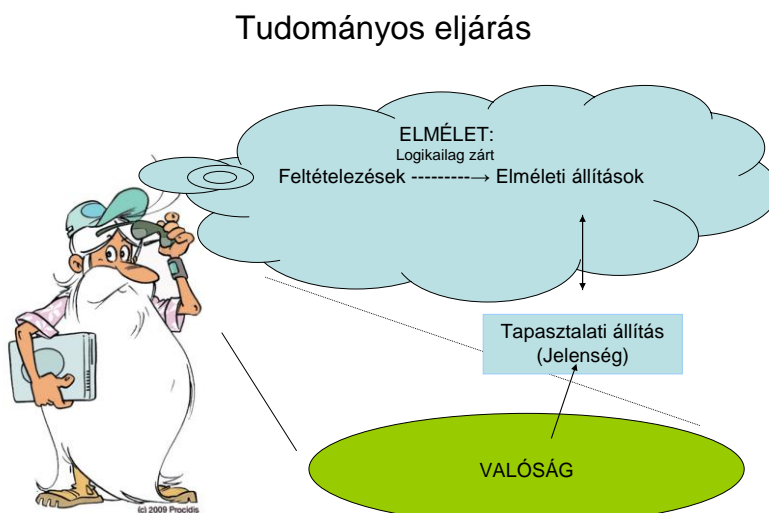 Tudományos eljárás
ELMÉLET:
Logikailag zárt
Feltételezések ---------→ Elméleti állítások
Tapasztalati állítás
(Jelenség)
VALÓSÁG
(c) 2009 Procidis